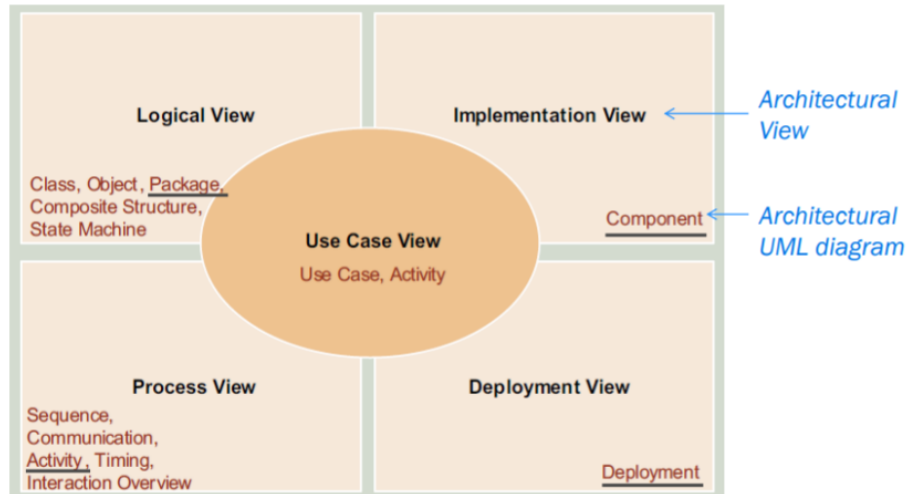 Logical View
Class, Object, Package,
Composite Structure,
State Machine
Implementation View
Component
Architectural
View
Architectural
UML diagram
Use Case View
Use Case, Activity
Process View
Sequence,
Communication,
Activity, Timing,
Interaction Overview
Deployment View
Deployment